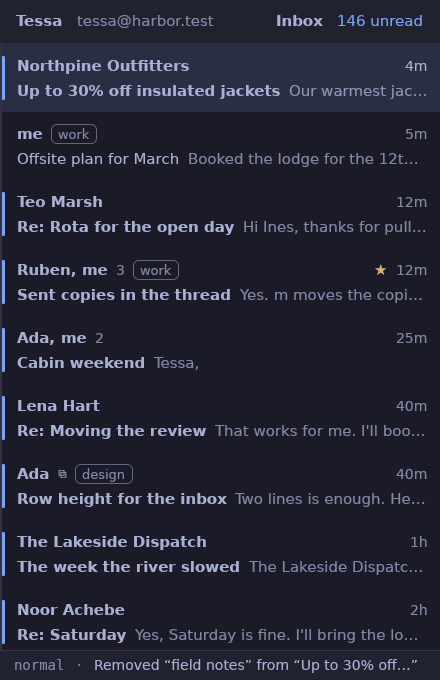 Tessa tessa@harbor.test Inbox 146 unread
Northpine Outfitters 4m
Up to 30% off insulated jackets Our warmest jac…
me work 5m
Offsite plan for March Booked the lodge for the 12t…
Teo Marsh 12m
Re: Rota for the open day Hi Ines, thanks for pull…
Ruben, me 3 work ★ 12m
Sent copies in the thread Yes. m moves the copi…
Ada, me 2 25m
Cabin weekend Tessa,
Lena Hart 40m
Re: Moving the review That works for me. I'll boo…
Ada design 40m
Row height for the inbox Two lines is enough. He…
The Lakeside Dispatch 1h
The week the river slowed The Lakeside Dispatc…
Noor Achebe 2h
Re: Saturday Yes, Saturday is fine. I'll bring the lo…
normal · Removed “field notes” from “Up to 30% off…”